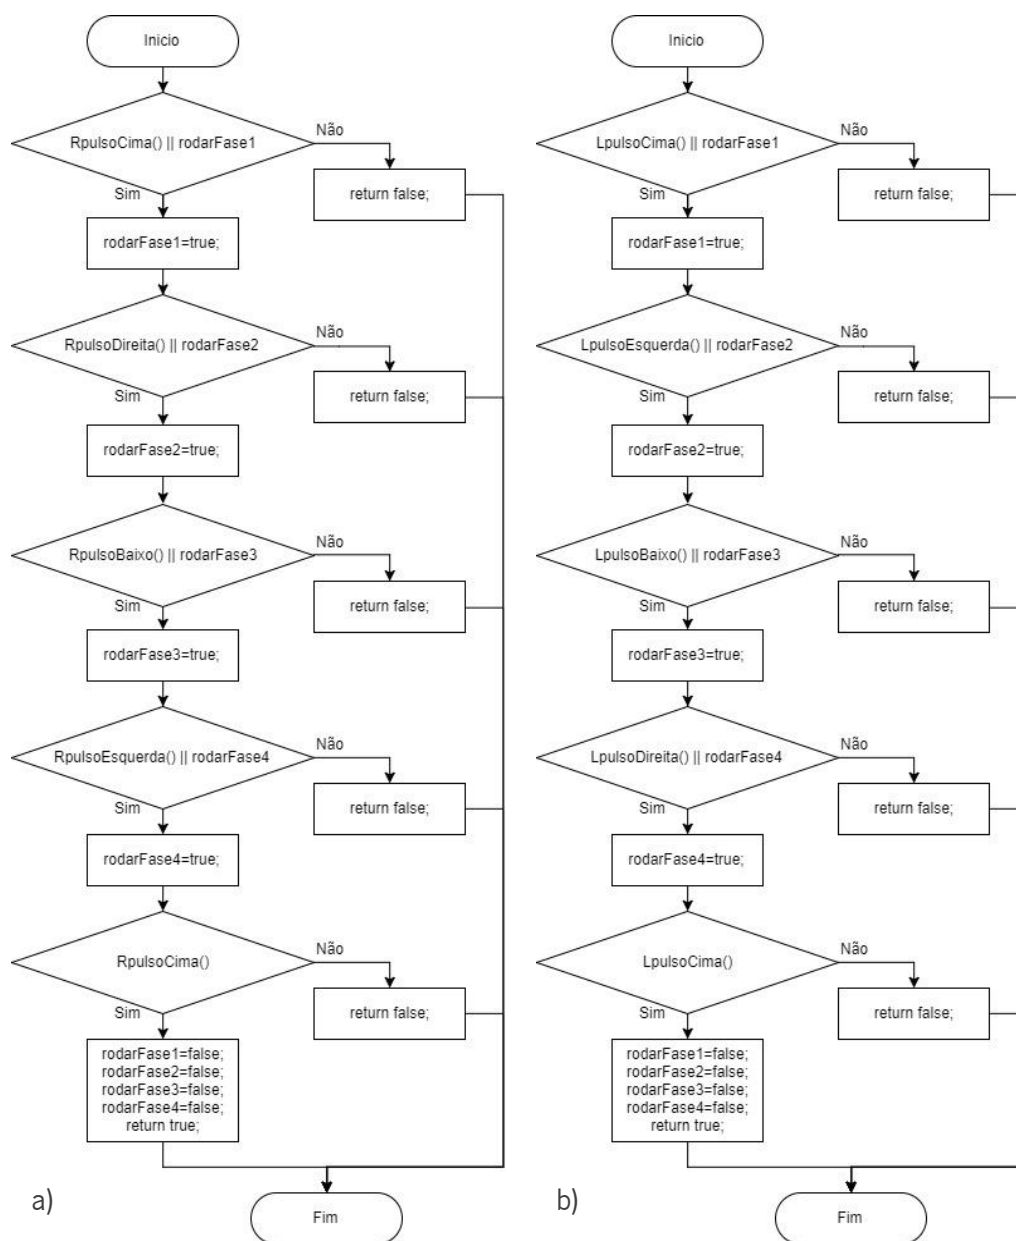 Inicio
RpulsoCima() || rodarFase1
Não
Sim
return false;
rodarFase1=true;
RpulsoDireita() || rodarFase2
Não
Sim
return false;
rodarFase2=true;
RpulsoBaixo() || rodarFase3
Não
Sim
return false;
rodarFase3=true;
RpulsoEsquerda() || rodarFase4
Não
Sim
return false;
rodarFase4=true;
RpulsoCima()
Não
Sim
return false;
rodarFase1=false;
rodarFase2=false;
rodarFase3=false;
rodarFase4=false;
return true;
a)
Fim
Inicio
LpulsoCima() || rodarFase1
Não
Sim
return false;
rodarFase1=true;
LpulsoEsquerda() || rodarFase2
Não
Sim
return false;
rodarFase2=true;
LpulsoBaixo() || rodarFase3
Não
Sim
return false;
rodarFase3=true;
LpulsoDireita() || rodarFase4
Não
Sim
return false;
rodarFase4=true;
LpulsoCima()
Não
Sim
return false;
rodarFase1=false;
rodarFase2=false;
rodarFase3=false;
rodarFase4=false;
return true;
b)
Fim